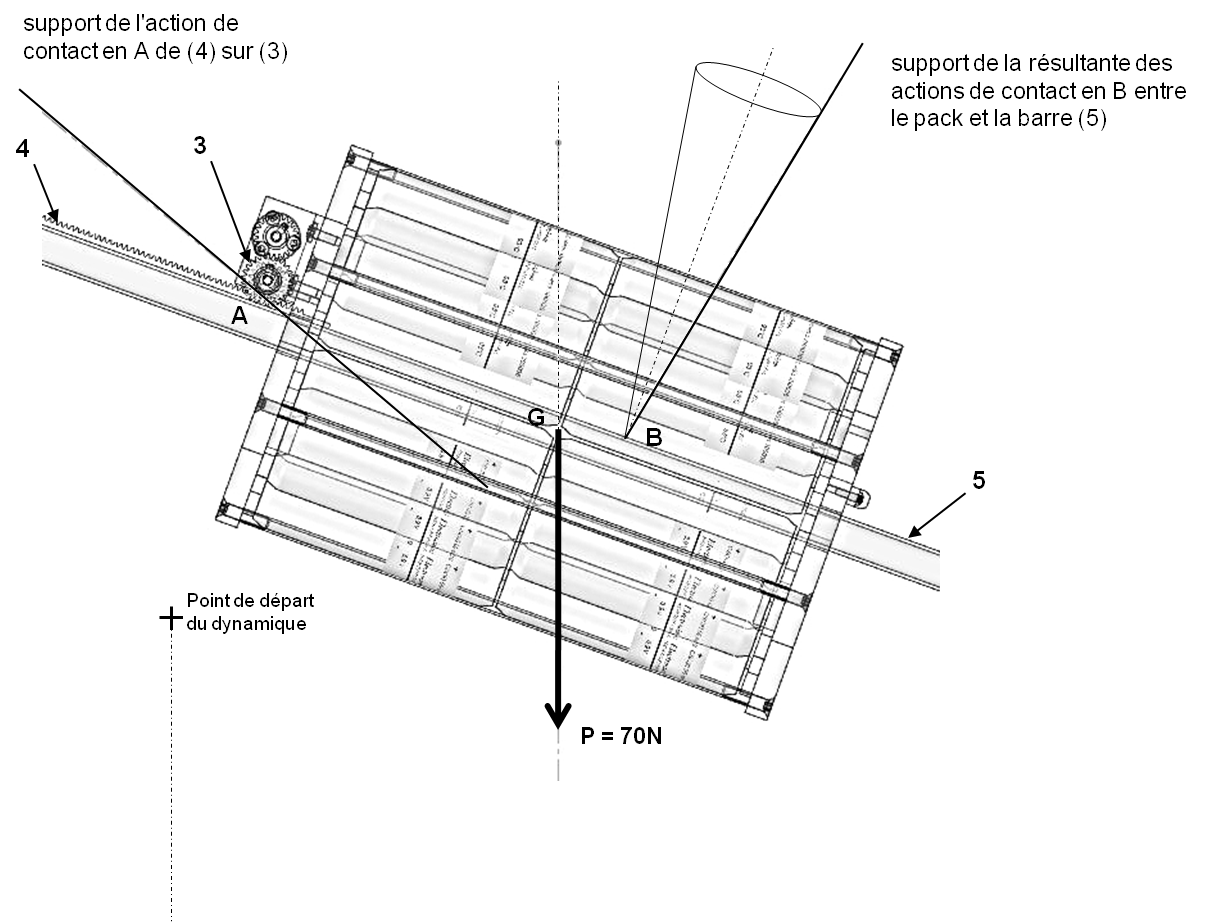 support de l'action de
contact en A de (4) sur (3)
support de la résultante des
actions de contact en B entre
le pack et la barre (5)
4
3
A
G
B
5
Point de départ
du dynamique
P = 70N